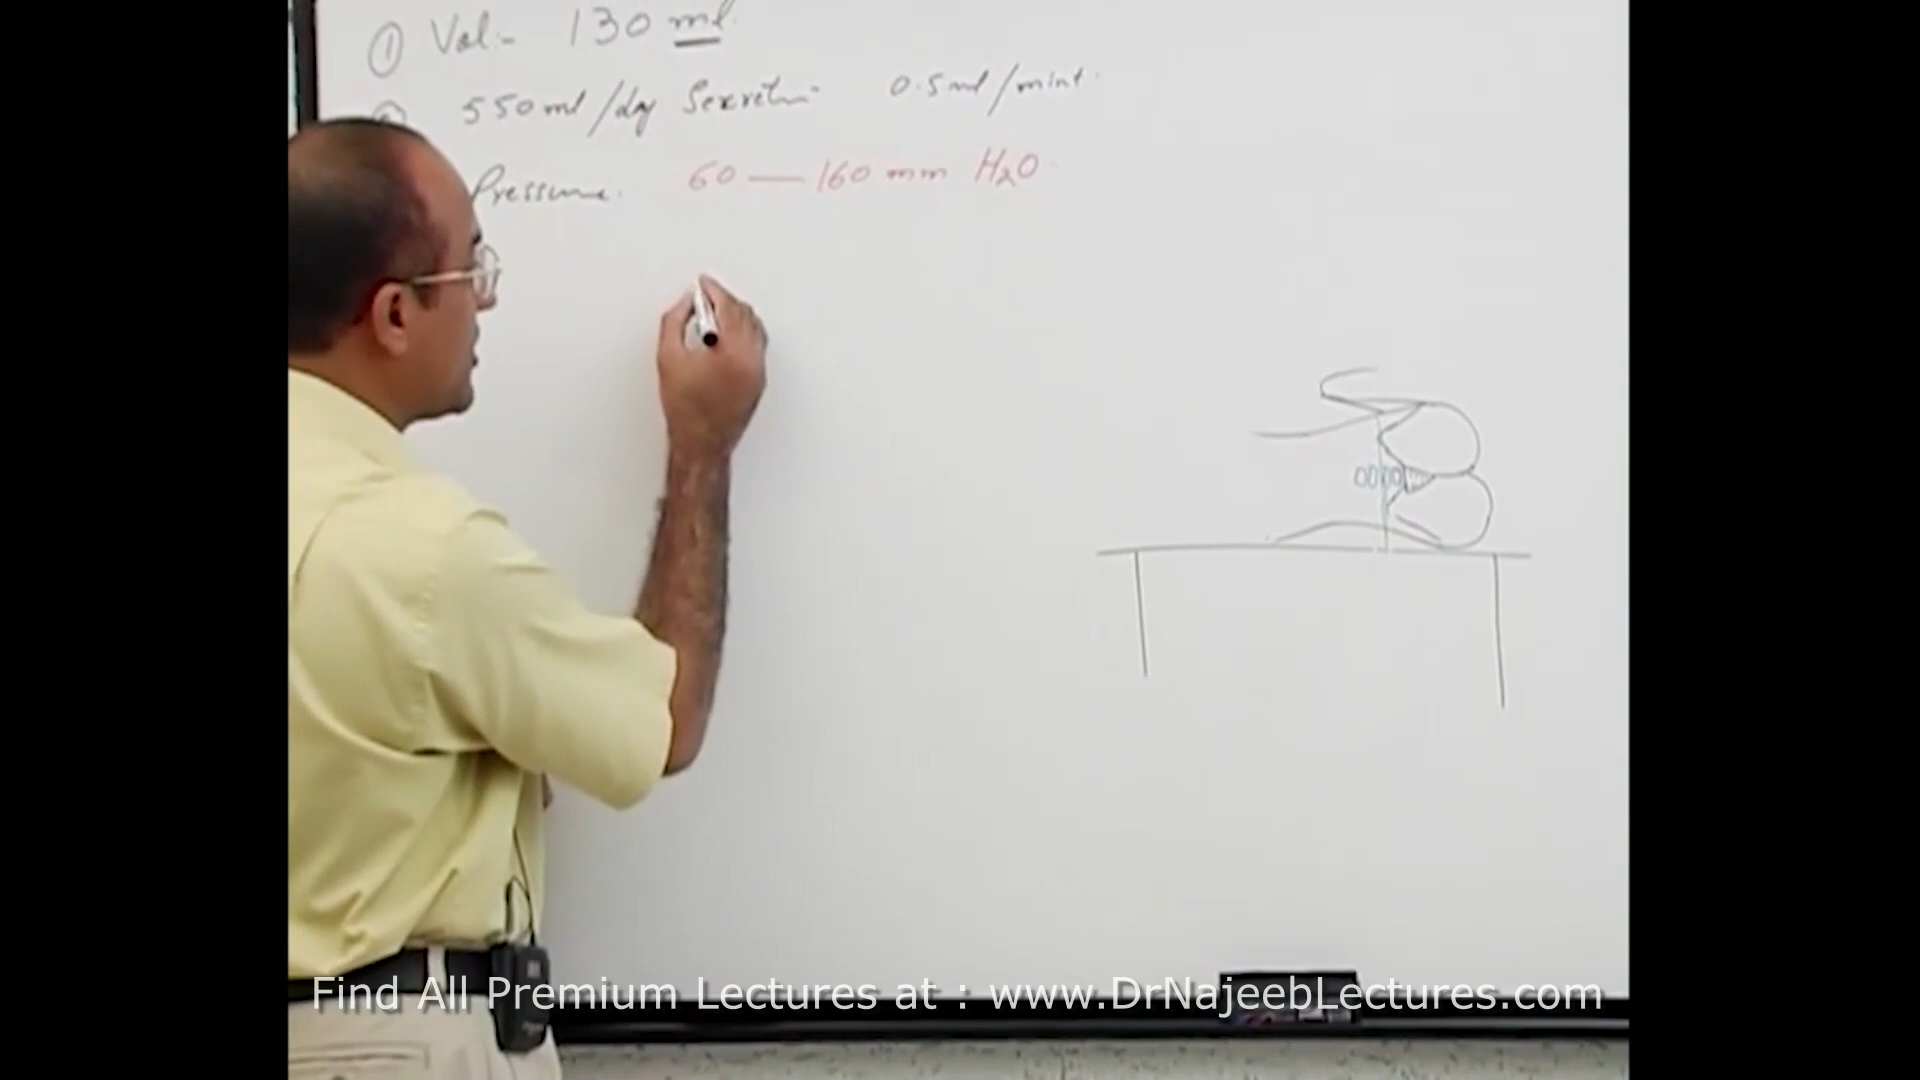 ① Vol:- 130 ml.
550 ml/day Secretion 0.5 ml/mint.
Pressure. 60 — 160 mm H₂O
Find All Premium Lectures at : www.DrNajeebLectures.com